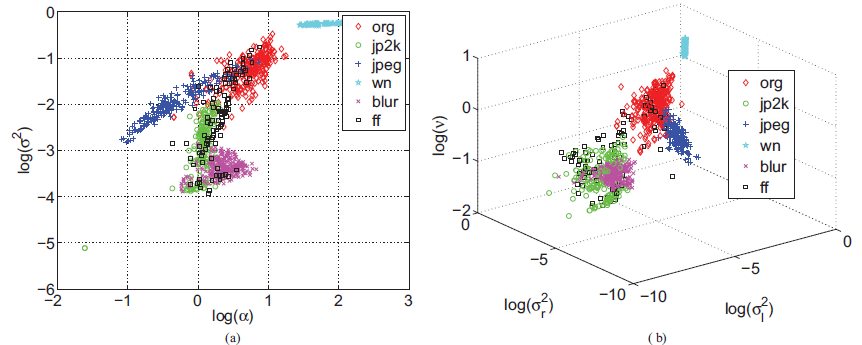 0
−1
−2
−3
−4
−5
−6
−2
−1
0
1
2
3
log(σ²)
log(α)
org
jp2k
jpeg
wn
blur
ff
(a)
1
0
−1
−2
log(ν)
0
−5
−10
−10
−5
0
log(σ²ᵣ)
log(σ²ₗ)
org
jp2k
jpeg
wn
blur
ff
(b)